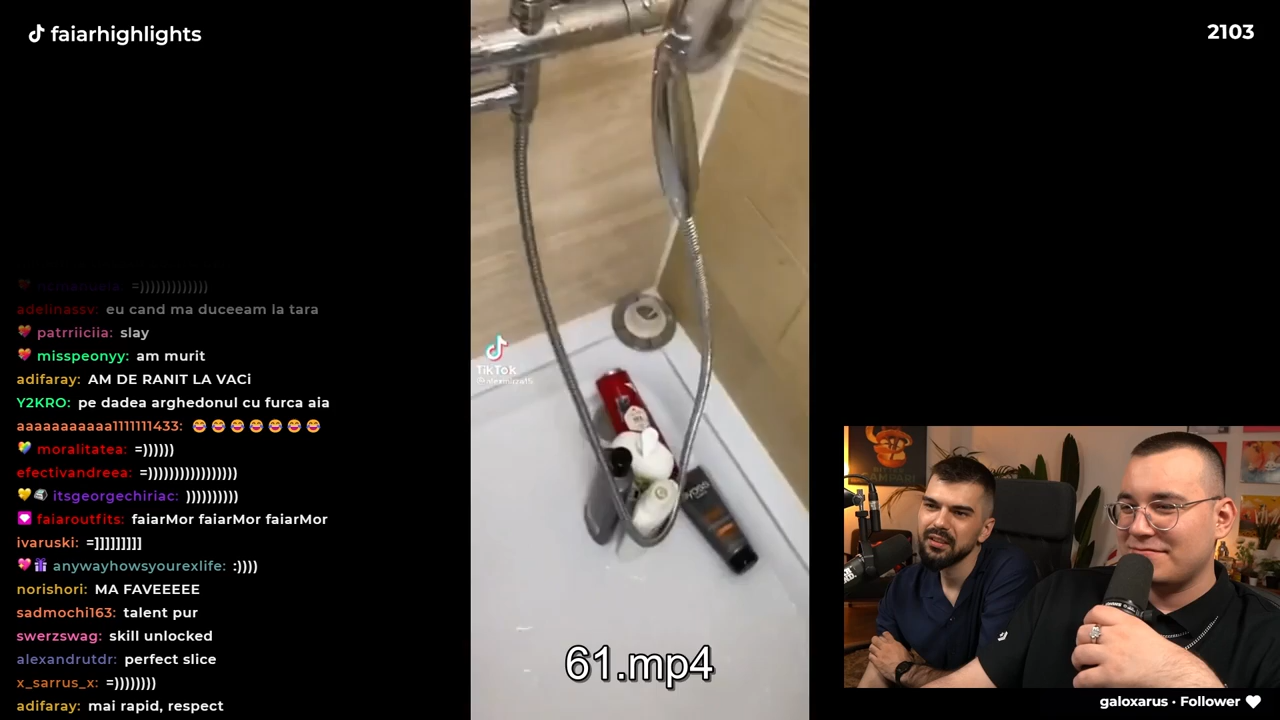 faiarhighlights
2103
=)))))))))))))
adelinassv: eu cand ma duceeam la tara
patrriiciia: slay
misspeonyy: am murit
adifaray: AM DE RANIT LA VACi
Y2KRO: pe dadea arghedonul cu furca aia
aaaaaaaaaaa1111111433: 😂 😂 😂 😂 😂 😂 😂
moralitatea: =))))))
efectivandreea: =)))))))))))))))))
itsgeorgechiriac: ))))))))))
faiaroutfits: faiarMor faiarMor faiarMor
ivaruski: =]]]]]]]]]
anywayhowsyourexlife: :))))
norishori: MA FAVEEEEE
sadmochi163: talent pur
swerzswag: skill unlocked
alexandrutdr: perfect slice
x_sarrus_x: =))))))))
adifaray: mai rapid, respect
TikTok
61.mp4
galoxarus · Follower